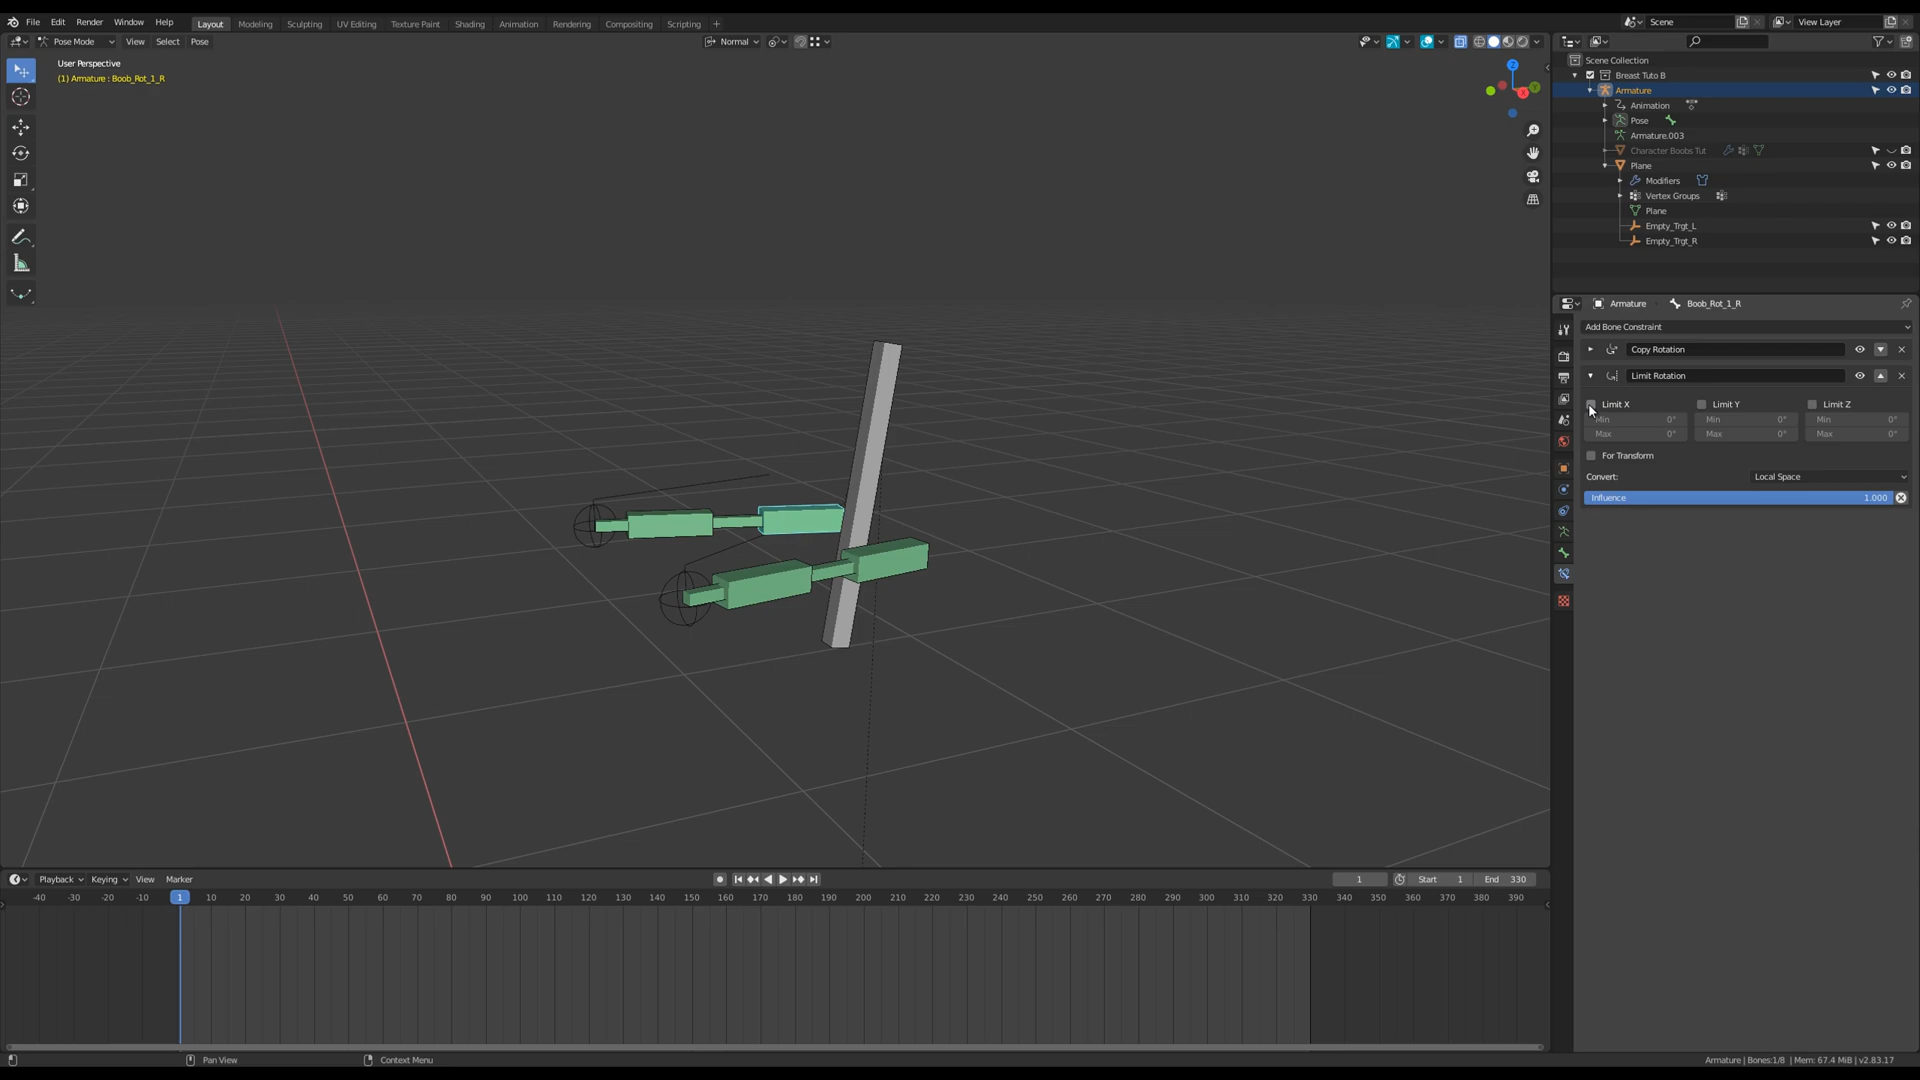 File Edit Render Window Help Layout Modeling Sculpting UV Editing Texture Paint Shading Animation Rendering Compositing Scripting + Scene View Layer
Pose Mode View Select Pose Normal
User Perspective
(1) Armature : Boob_Rot_1_R
Z
Y
X
Scene Collection
Breast Tuto B
Armature
Animation
Pose
Armature.003
Character Boobs Tut
Plane
Modifiers
Vertex Groups
Plane
Empty_Trgt_L
Empty_Trgt_R
Armature Boob_Rot_1_R
Add Bone Constraint
Copy Rotation
Limit Rotation
Limit X Limit Y Limit Z
Min 0° Min 0° Min 0°
Max 0° Max 0° Max 0°
For Transform
Convert: Local Space
Influence 1.000
Playback Keying View Marker 1 Start 1 End 330
-40 -30 -20 -10 1 10 20 30 40 50 60 70 80 90 100 110 120 130 140 150 160 170 180 190 200 210 220 230 240 250 260 270 280 290 300 310 320 330 340 350 360 370 380 390
Pan View Context Menu Armature | Bones:1/8 | Mem: 67.4 MiB | v2.83.17